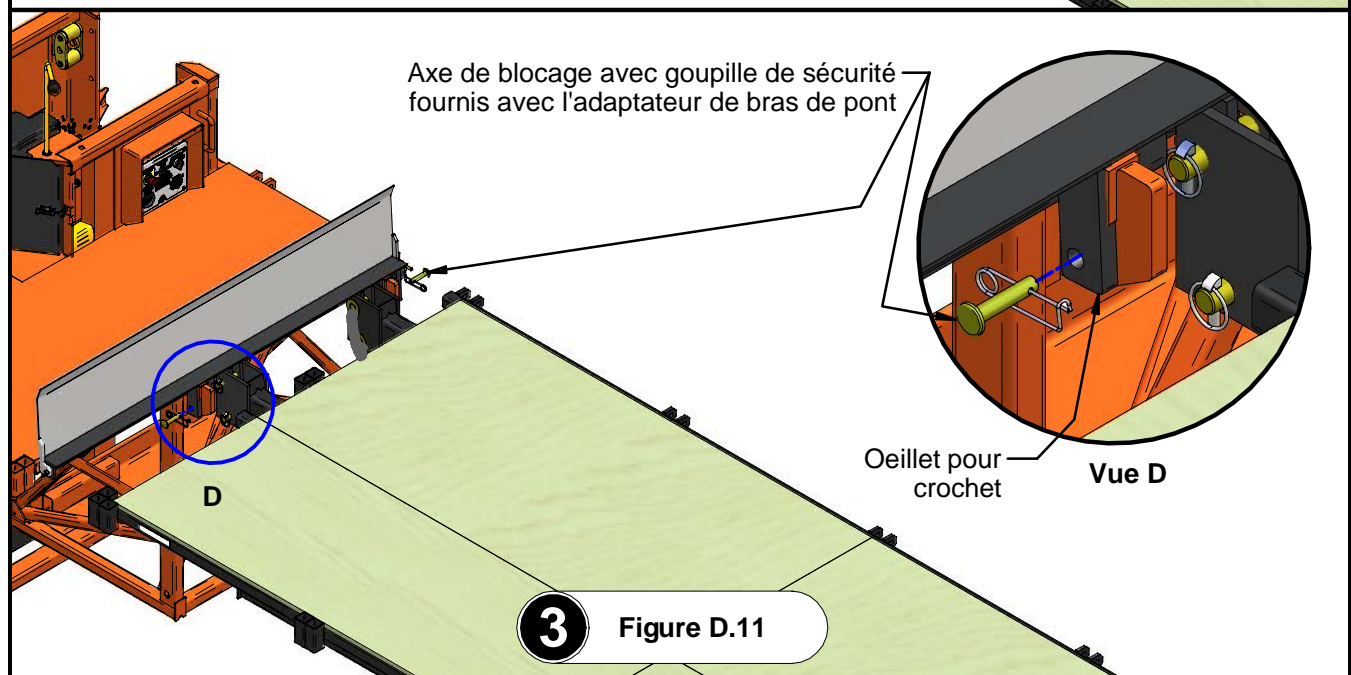 Axe de blocage avec goupille de sécurité
fournis avec l'adaptateur de bras de pont
Oeillet pour
crochet
Vue D
D
3 Figure D.11